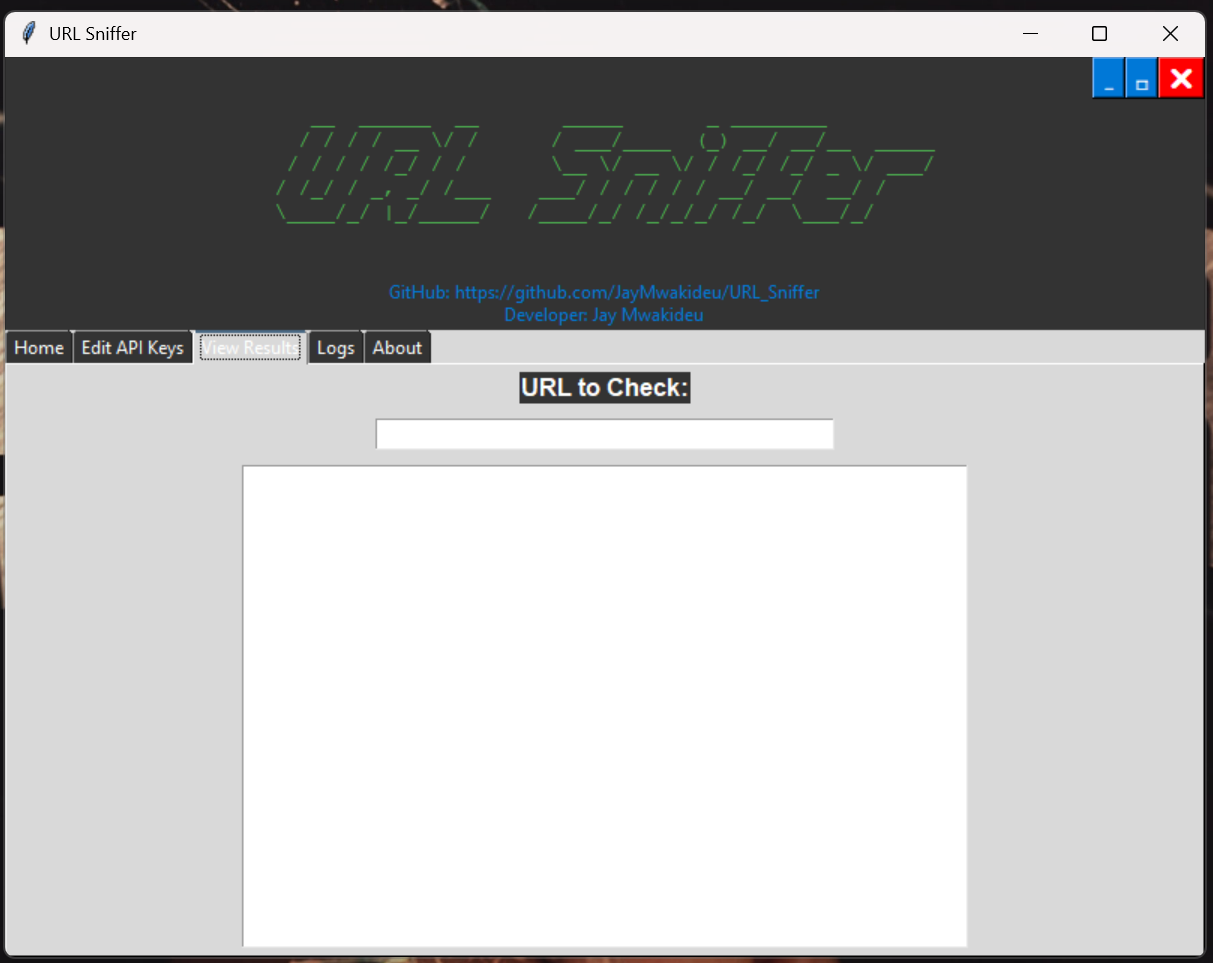 URL Sniffer
URL Sniffer
GitHub: https://github.com/JayMwakideu/URL_Sniffer
Developer: Jay Mwakideu
Home Edit API Keys View Results Logs About
URL to Check: